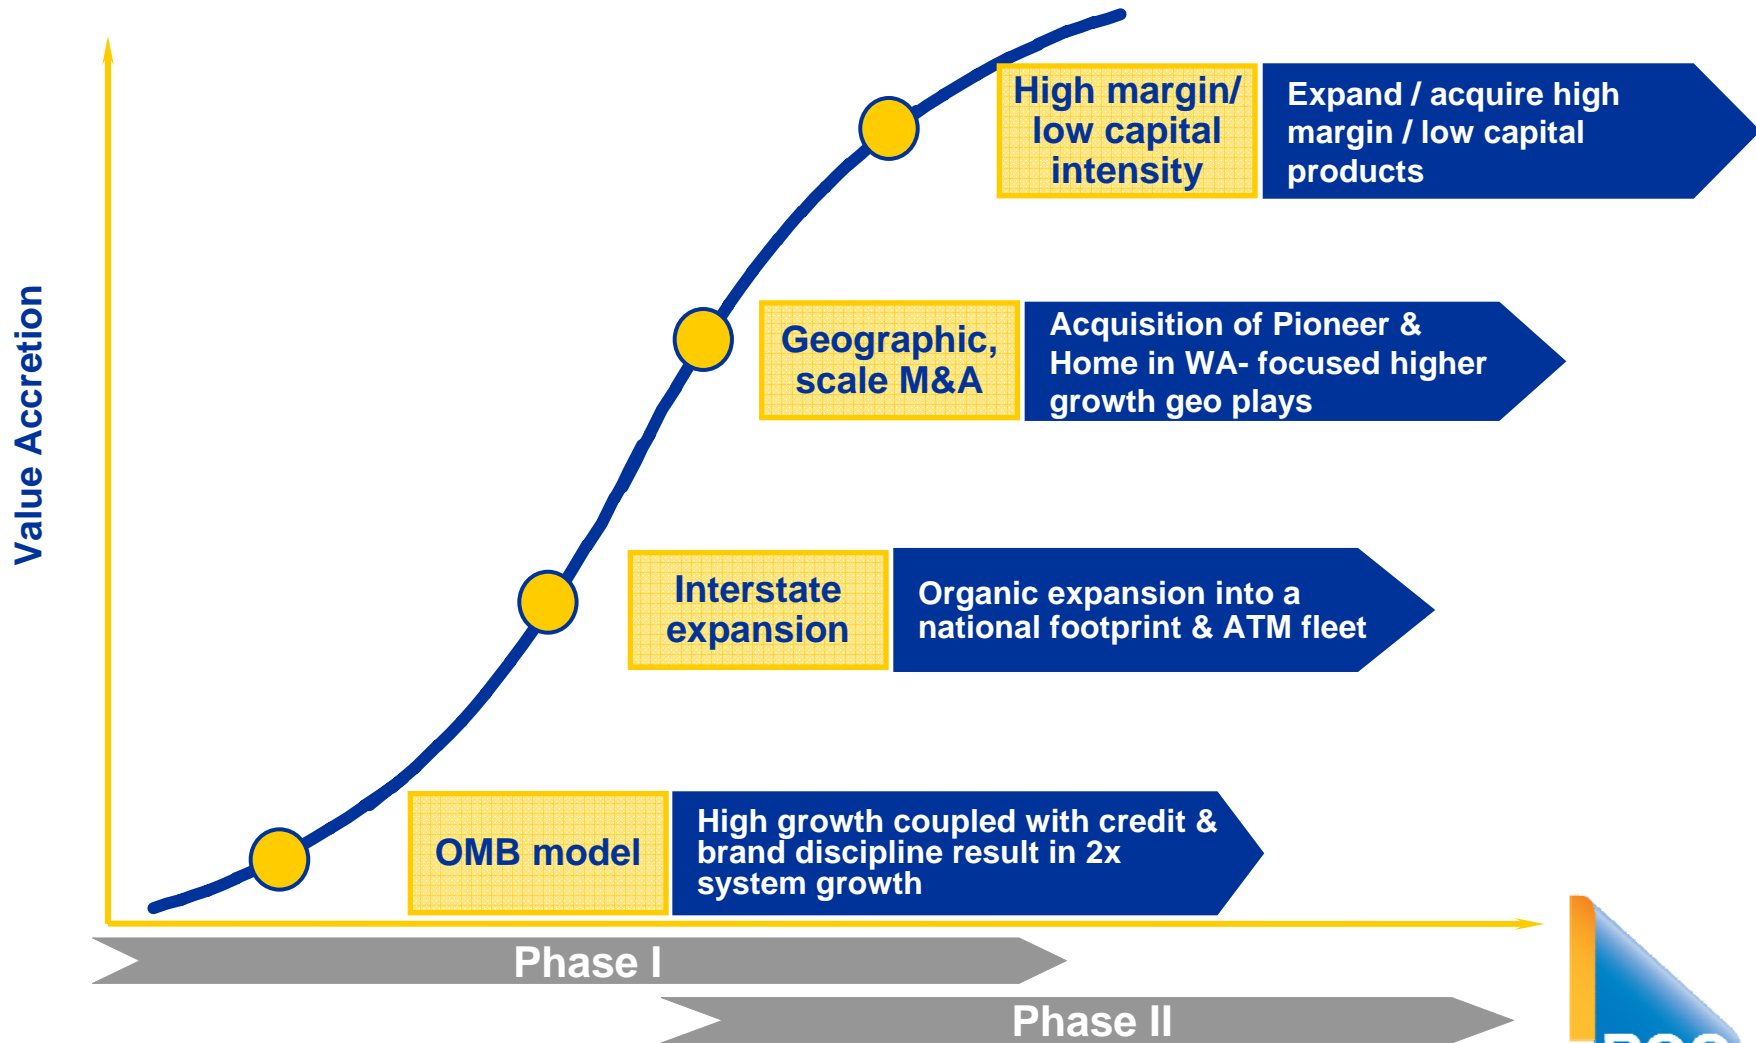 High margin/
low capital
intensity
Expand / acquire high
margin / low capital
products
Value Accretion
Geographic,
scale M&A
Acquisition of Pioneer &
Home in WA- focused higher
growth geo plays
Interstate
expansion
Organic expansion into a
national footprint & ATM fleet
OMB model
High growth coupled with credit &
brand discipline result in 2x
system growth
Phase I
Phase II